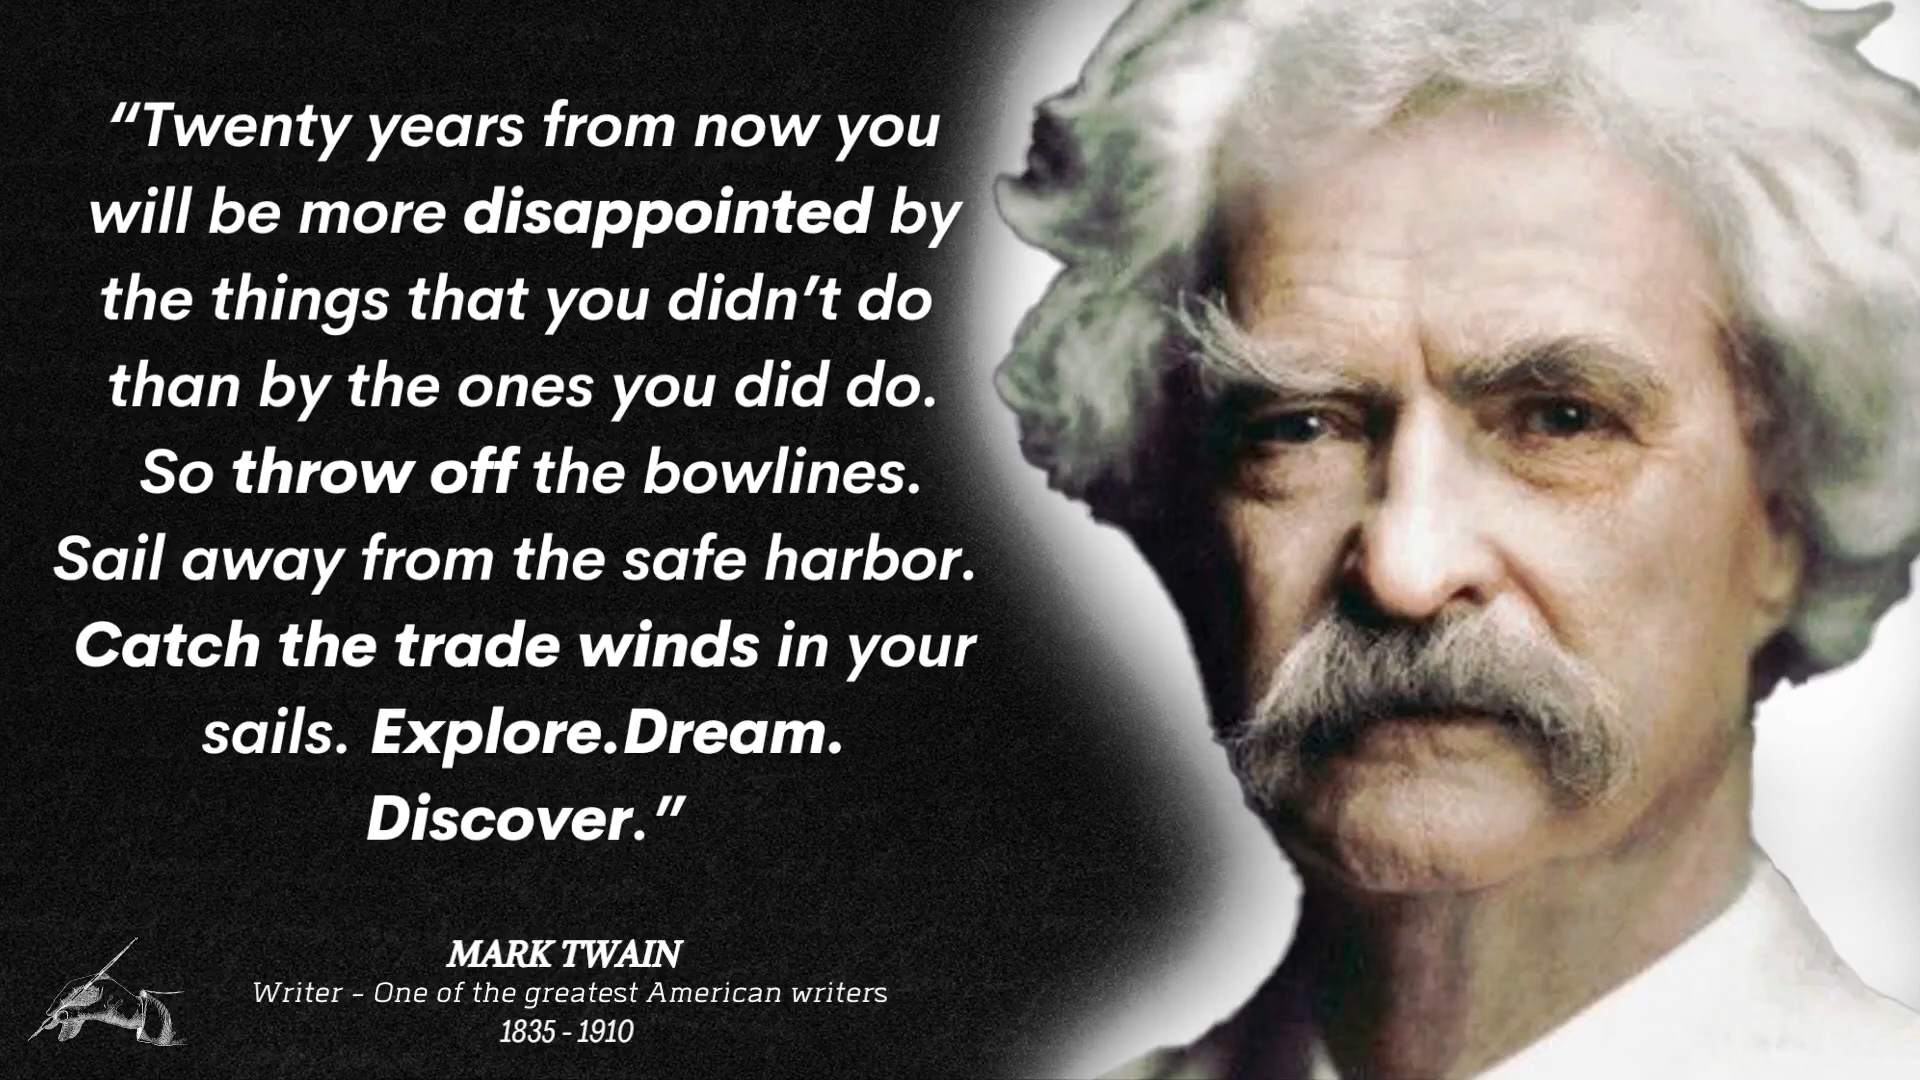 “Twenty years from now you
will be more disappointed by
the things that you didn’t do
than by the ones you did do.
So throw off the bowlines.
Sail away from the safe harbor.
Catch the trade winds in your
sails. Explore.Dream.
Discover.”
MARK TWAIN
Writer - One of the greatest American writers
1835 - 1910